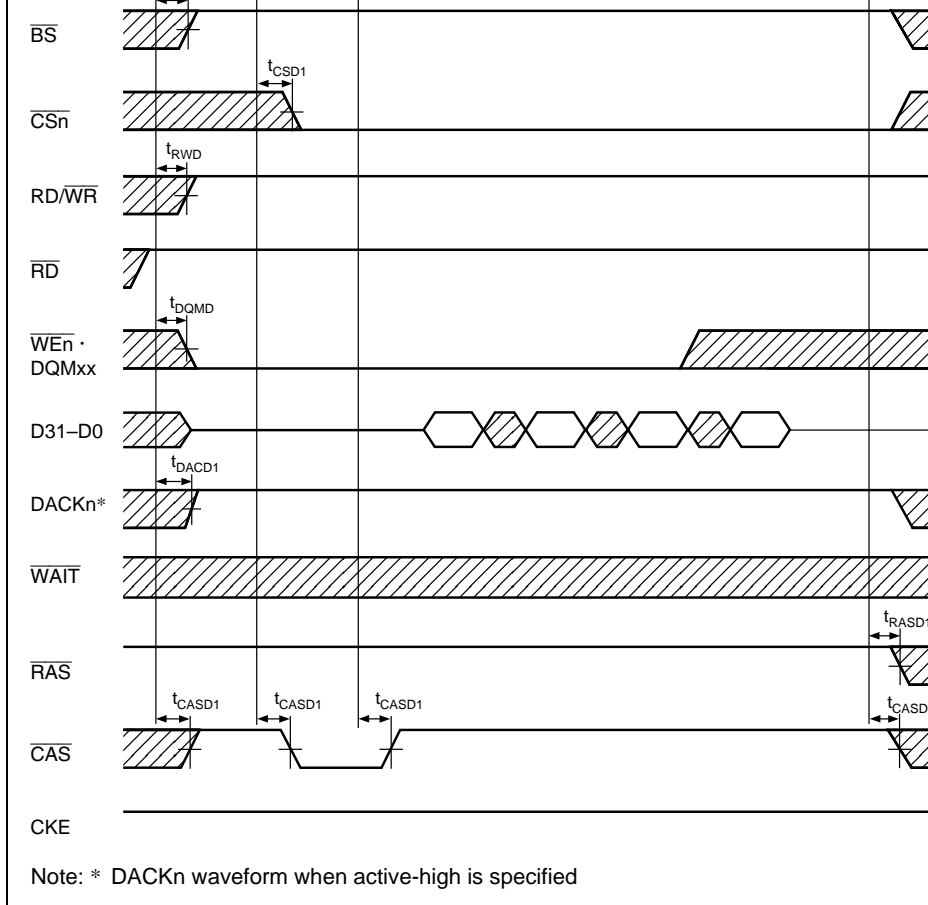 BS
tCSD1
CSn
tRWD
RD/WR
RD
tDQMD
WEn ·
DQMxx
D31–D0
tDACD1
DACKn*
WAIT
tRASD1
RAS
tCASD1 tCASD1 tCASD1 tCASD
CAS
CKE
Note: * DACKn waveform when active-high is specified